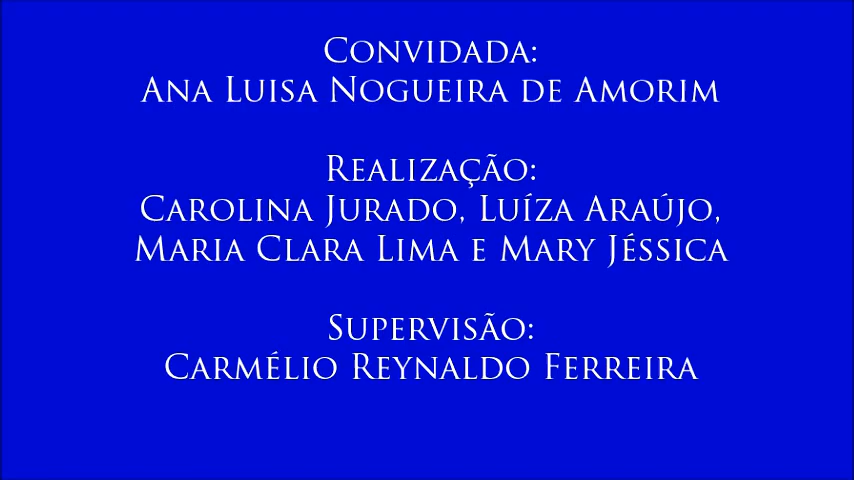 Convidada:
Ana Luisa Nogueira de Amorim
Realização:
Carolina Jurado, Luíza Araújo,
Maria Clara Lima e Mary Jéssica
Supervisão:
Carmélio Reynaldo Ferreira